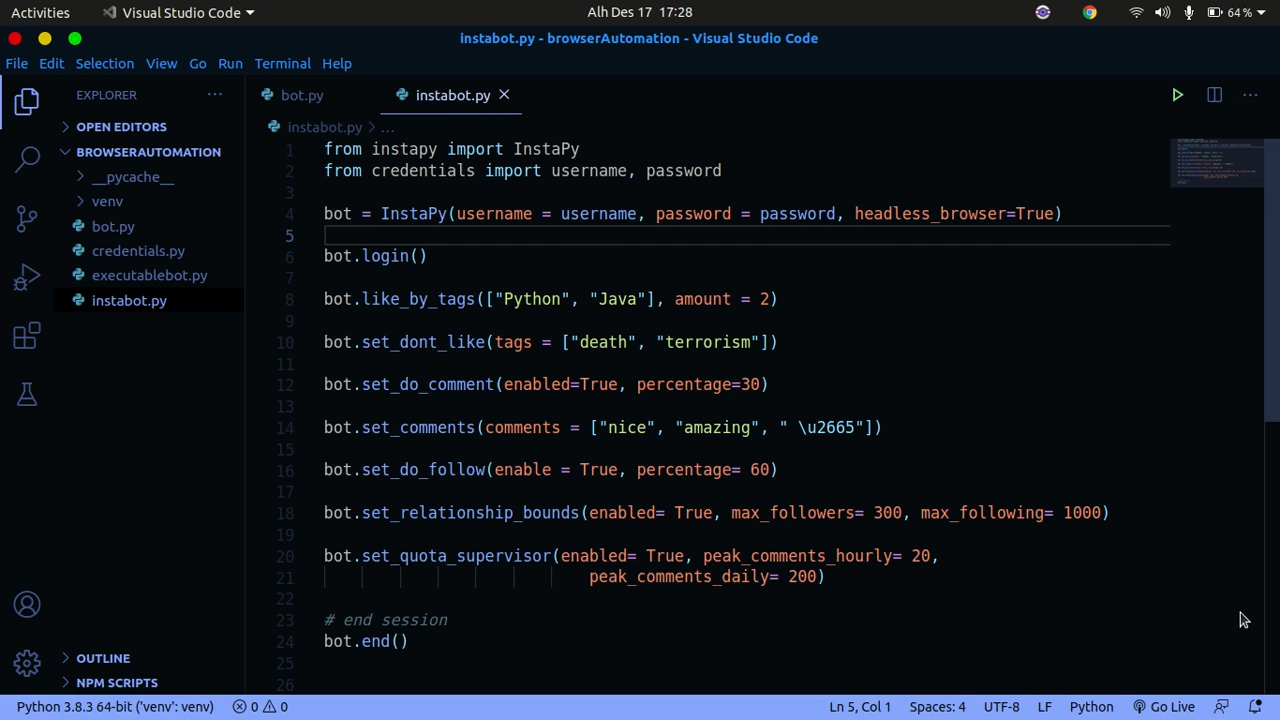 Activities Visual Studio Code Alh Des 17 17:28 64 %
instabot.py - browserAutomation - Visual Studio Code
File Edit Selection View Go Run Terminal Help
EXPLORER
OPEN EDITORS
BROWSERAUTOMATION
__pycache__
venv
bot.py
credentials.py
executablebot.py
instabot.py
OUTLINE
NPM SCRIPTS
bot.py instabot.py
instabot.py > ...
1 from instapy import InstaPy
2 from credentials import username, password
3
4 bot = InstaPy(username = username, password = password, headless_browser=True)
5
6 bot.login()
7
8 bot.like_by_tags(["Python", "Java"], amount = 2)
9
10 bot.set_dont_like(tags = ["death", "terrorism"])
11
12 bot.set_do_comment(enabled=True, percentage=30)
13
14 bot.set_comments(comments = ["nice", "amazing", " \u2665"])
15
16 bot.set_do_follow(enable = True, percentage= 60)
17
18 bot.set_relationship_bounds(enabled= True, max_followers= 300, max_following= 1000)
19
20 bot.set_quota_supervisor(enabled= True, peak_comments_hourly= 20,
21 peak_comments_daily= 200)
22
23 # end session
24 bot.end()
25
26
Python 3.8.3 64-bit ('venv': venv) 0 0 Ln 5, Col 1 Spaces: 4 UTF-8 LF Python Go Live